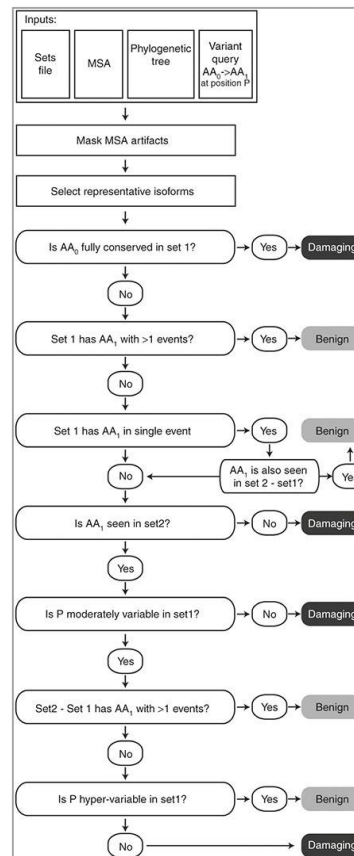 Inputs:
Sets
file
MSA
Phylogenetic
tree
Variant
query
AA₀->AA₁
at position P
Mask MSA artifacts
Select representative isoforms
Is AA₀ fully conserved in set 1?
Yes
Damaging
No
Set 1 has AA₁ with >1 events?
Yes
Benign
No
Set 1 has AA₁ in single event
Yes
Benign
No
AA₁ is also seen
in set 2 - set1?
Yes
Is AA₁ seen in set2?
No
Damaging
Yes
Is P moderately variable in set1?
No
Damaging
Yes
Set2 - Set 1 has AA₁ with >1 events?
Yes
Benign
No
Is P hyper-variable in set1?
Yes
Benign
No
Damaging